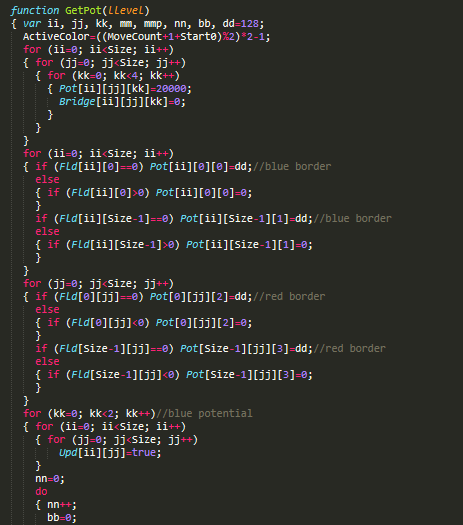 function GetPot(llevel)
{ var ii, jj, kk, mm, mmp, nn, bb, dd=128;
ActiveColor=((MoveCount+1+Start0)%2)*2-1;
for (ii=0; ii<Size; ii++)
{ for (jj=0; jj<Size; jj++)
{ for (kk=0; kk<4; kk++)
{ Pot[ii][jj][kk]=20000;
Bridge[ii][jj][kk]=0;
}
}
}
for (ii=0; ii<Size; ii++)
{ if (Fld[ii][0]==0) Pot[ii][0][0]=dd;//blue border
else
{ if (Fld[ii][0]>0) Pot[ii][0][0]=0;
}
if (Fld[ii][Size-1]==0) Pot[ii][Size-1][1]=dd;//blue border
else
{ if (Fld[ii][Size-1]>0) Pot[ii][Size-1][1]=0;
}
}
for (jj=0; jj<Size; jj++)
{ if (Fld[0][jj]==0) Pot[0][jj][2]=dd;//red border
else
{ if (Fld[0][jj]<0) Pot[0][jj][2]=0;
}
if (Fld[Size-1][jj]==0) Pot[Size-1][jj][3]=dd;//red border
else
{ if (Fld[Size-1][jj]<0) Pot[Size-1][jj][3]=0;
}
}
for (kk=0; kk<2; kk++)//blue potential
{ for (ii=0; ii<Size; ii++)
{ for (jj=0; jj<Size; jj++)
Upd[ii][jj]=true;
}
nn=0;
do
{ nn++;
bb=0;